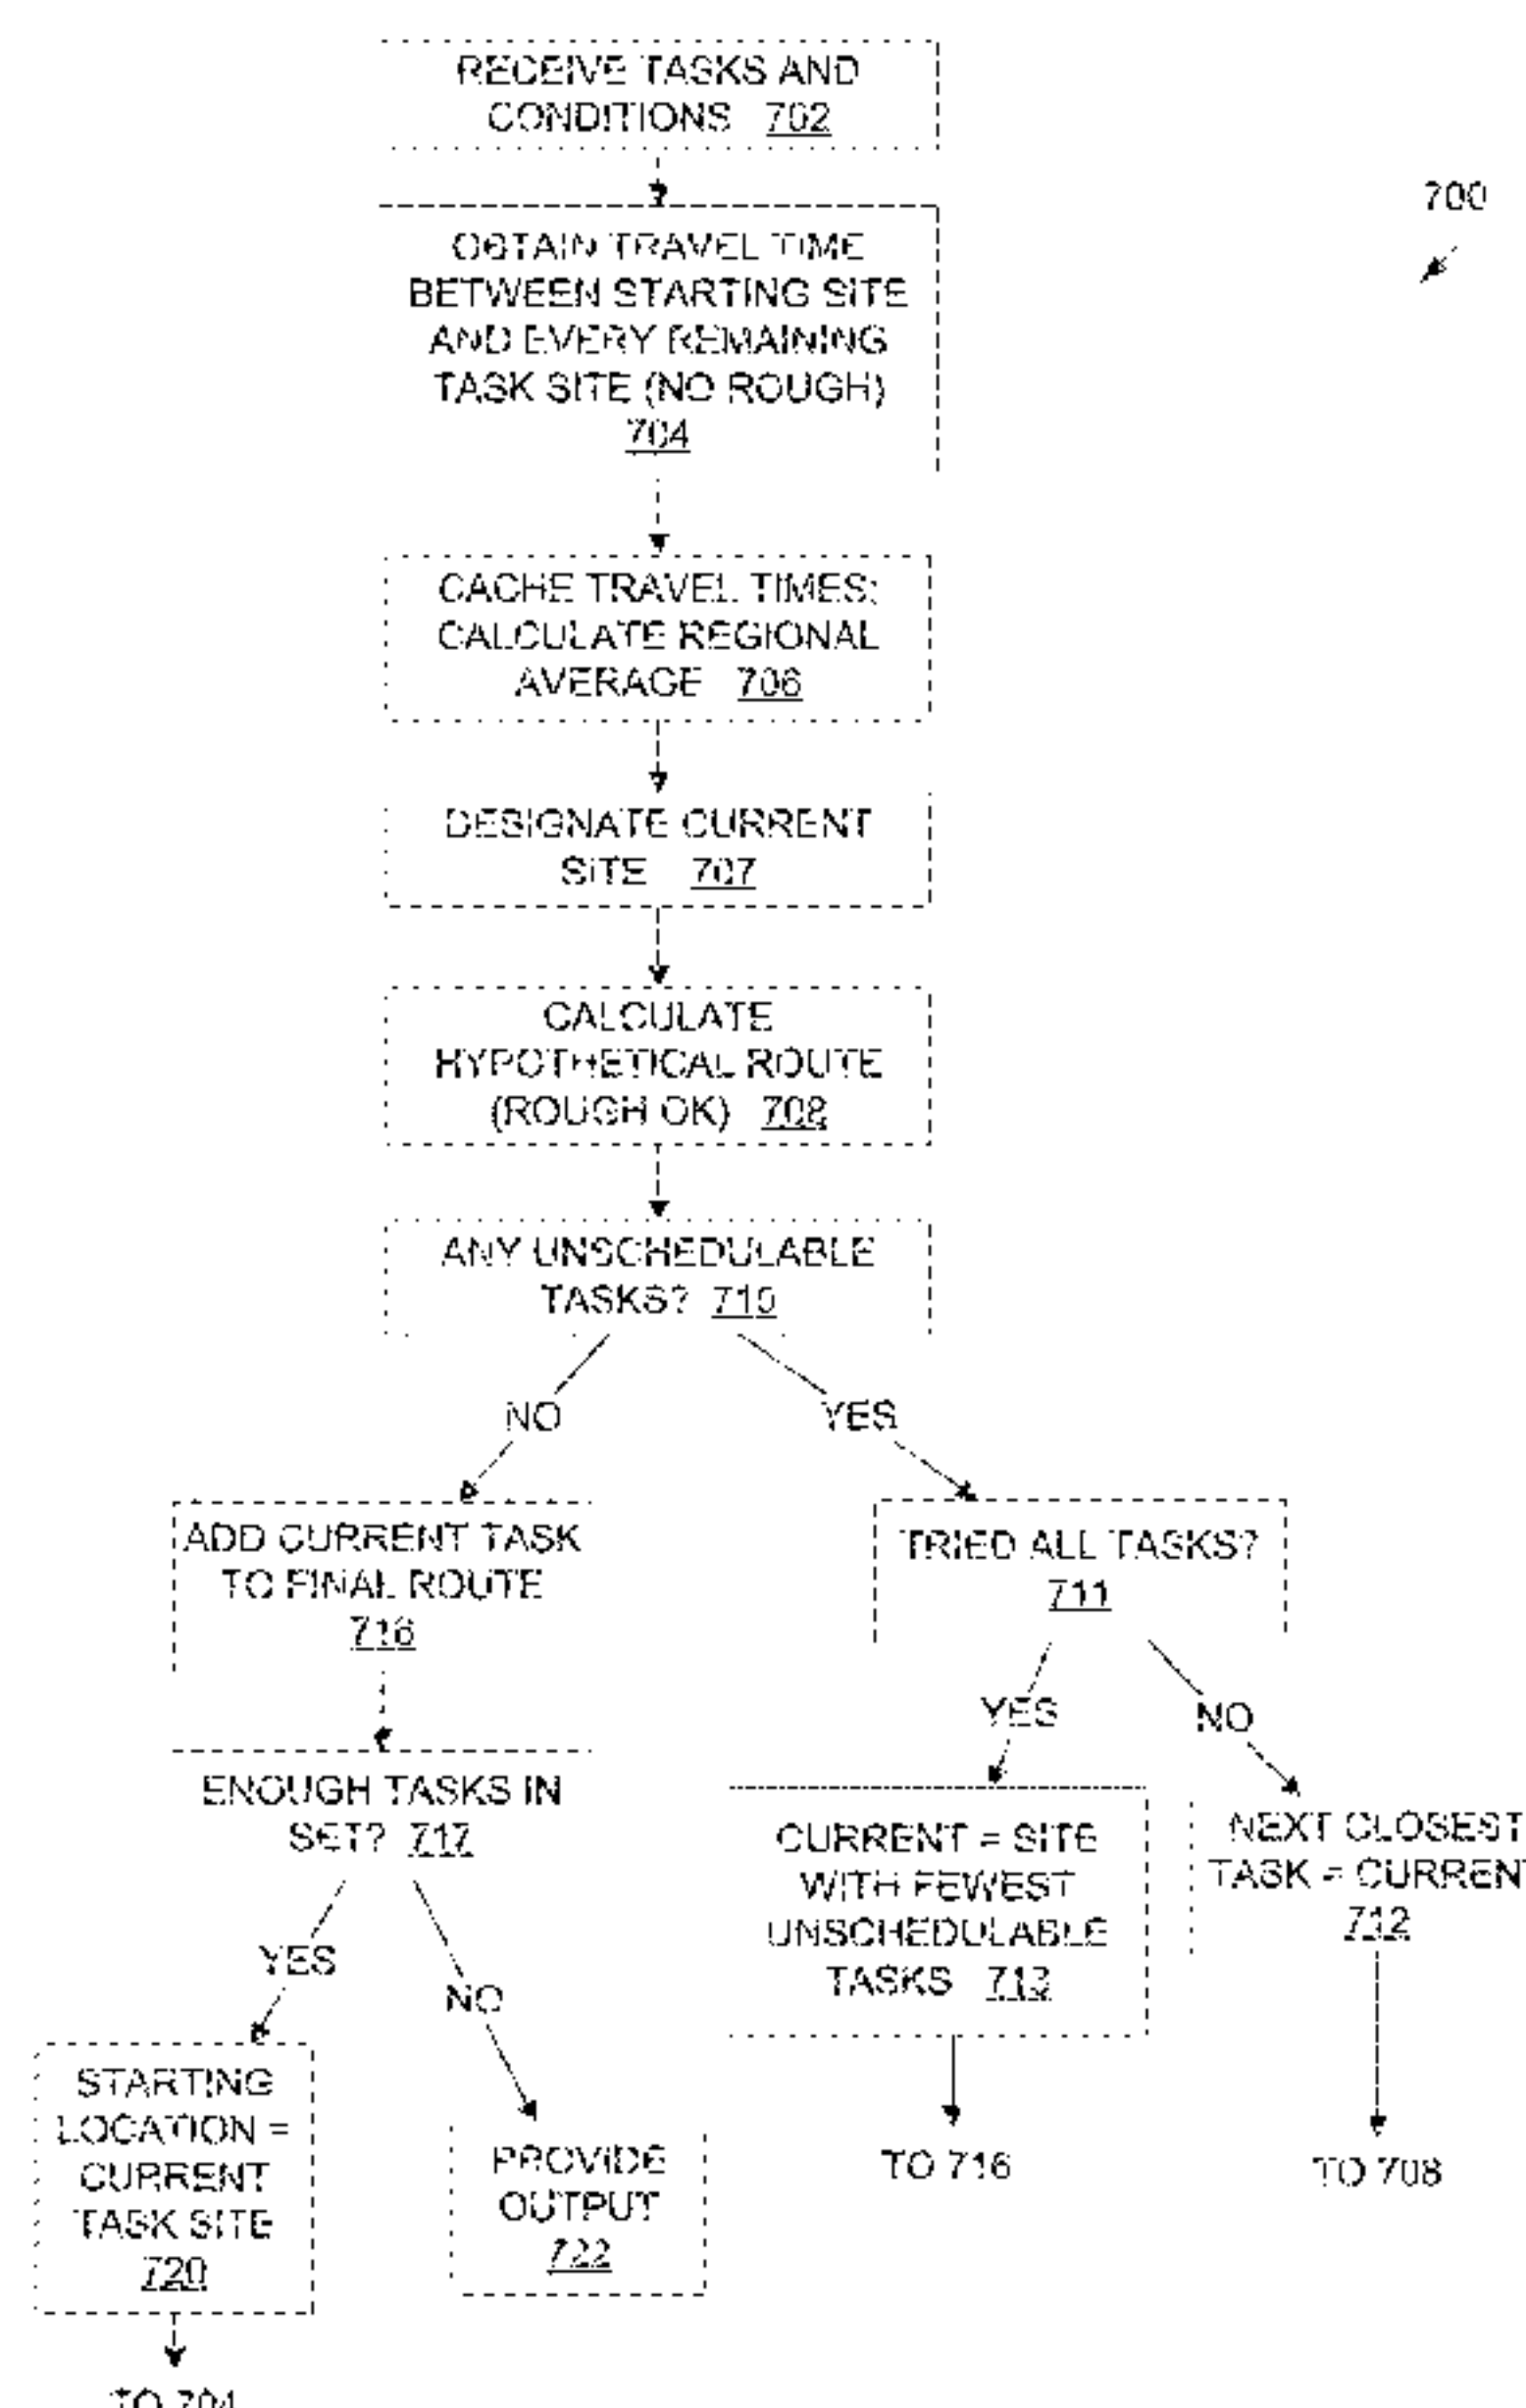 RECEIVE TASKS AND
CONDITIONS 702
700
OBTAIN TRAVEL TIME
BETWEEN STARTING SITE
AND EVERY REMAINING
TASK SITE (NO ROUGH)
704
CACHE TRAVEL TIMES;
CALCULATE REGIONAL
AVERAGE 706
DESIGNATE CURRENT
SITE 707
CALCULATE
HYPOTHETICAL ROUTE
(ROUGH OK) 708
ANY UNSCHEDULABLE
TASKS? 710
NO
YES
ADD CURRENT TASK
TO FINAL ROUTE
716
TRIED ALL TASKS?
711
YES
NO
ENOUGH TASKS IN
SET? 717
CURRENT = SITE
WITH FEWEST
UNSCHEDULABLE
TASKS 713
NEXT CLOSEST
TASK = CURRENT
712
YES
NO
STARTING
LOCATION =
CURRENT
TASK SITE
720
PROVIDE
OUTPUT
722
TO 716
TO 708
TO 704